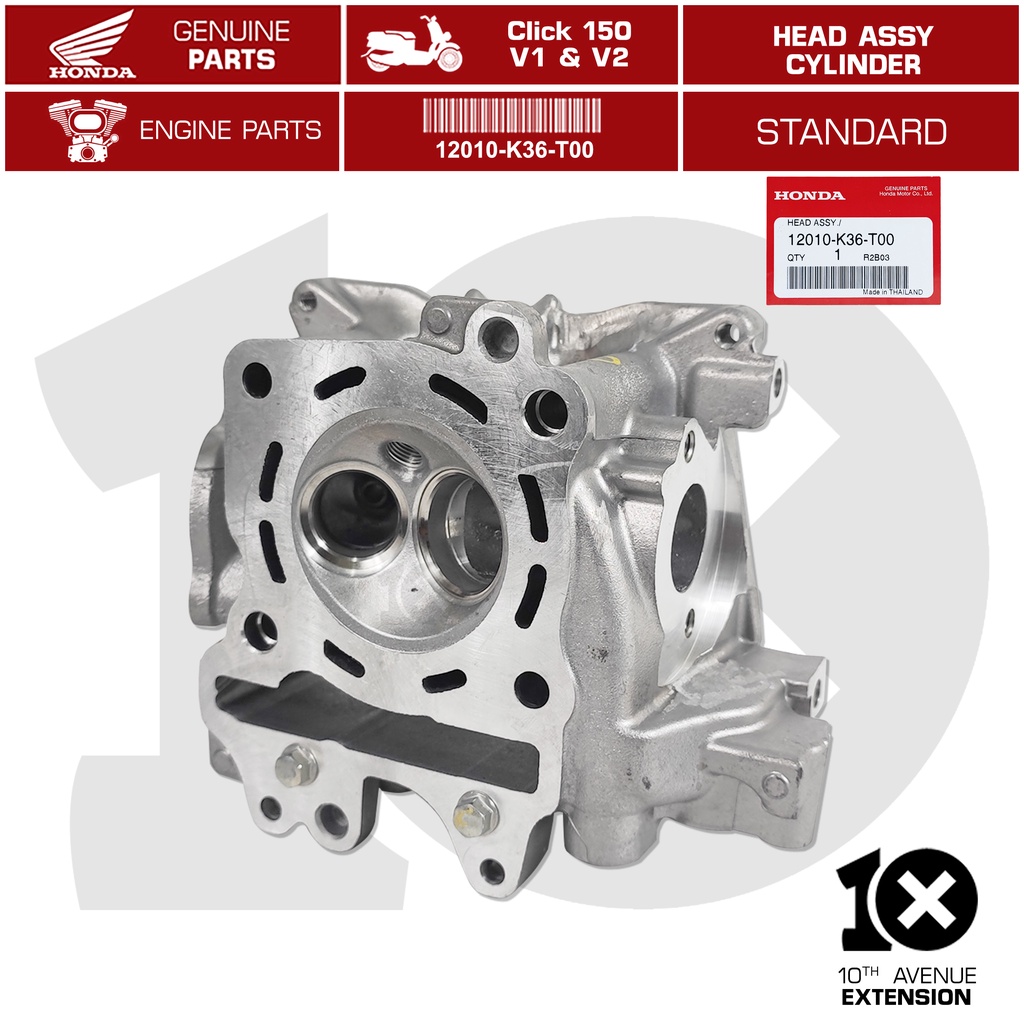 HONDA
GENUINE
PARTS
Click 150
V1 & V2
HEAD ASSY
CYLINDER
ENGINE PARTS
12010-K36-T00
STANDARD
HONDA
GENUINE PARTS
Honda Motor Co., Ltd.
HEAD ASSY /
12010-K36-T00
QTY 1 R2B03
Made in THAILAND
10
10TH AVENUE
EXTENSION